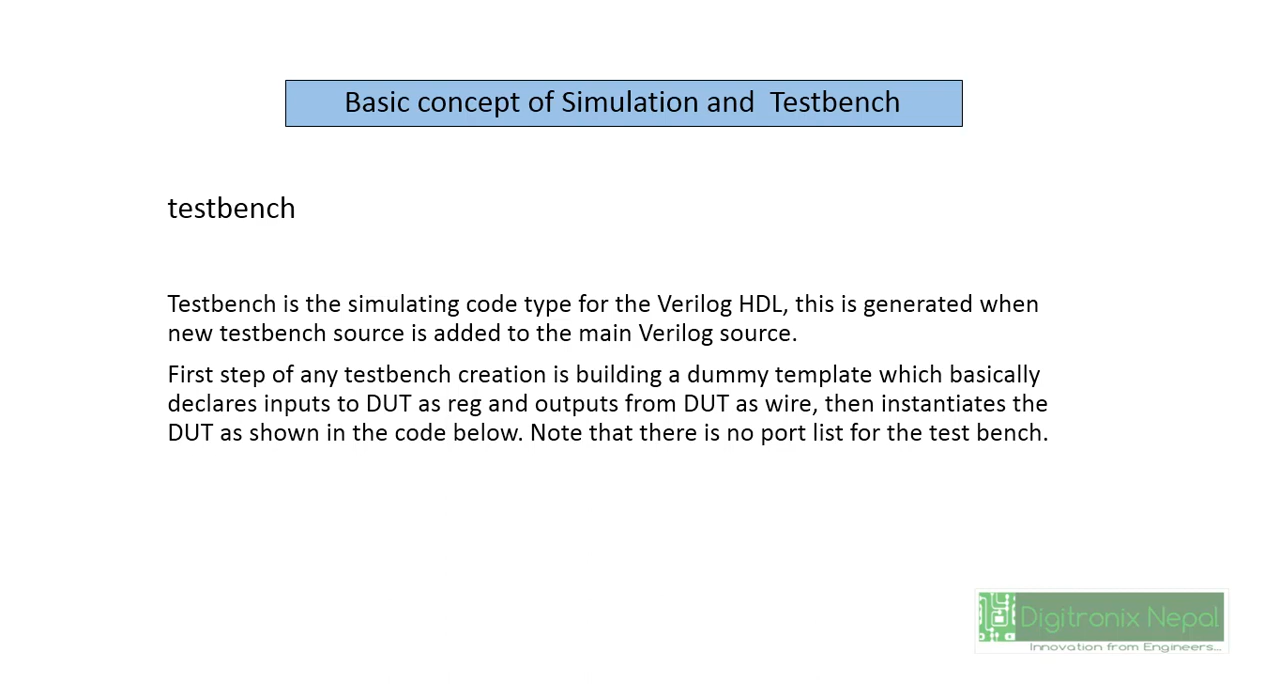 Basic concept of Simulation and Testbench
testbench
Testbench is the simulating code type for the Verilog HDL, this is generated when
new testbench source is added to the main Verilog source.
First step of any testbench creation is building a dummy template which basically
declares inputs to DUT as reg and outputs from DUT as wire, then instantiates the
DUT as shown in the code below. Note that there is no port list for the test bench.
Digitronix Nepal
Innovation from Engineers...